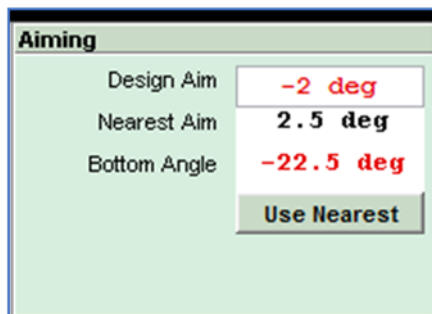 Aiming
Design Aim -2 deg
Nearest Aim 2.5 deg
Bottom Angle -22.5 deg
Use Nearest